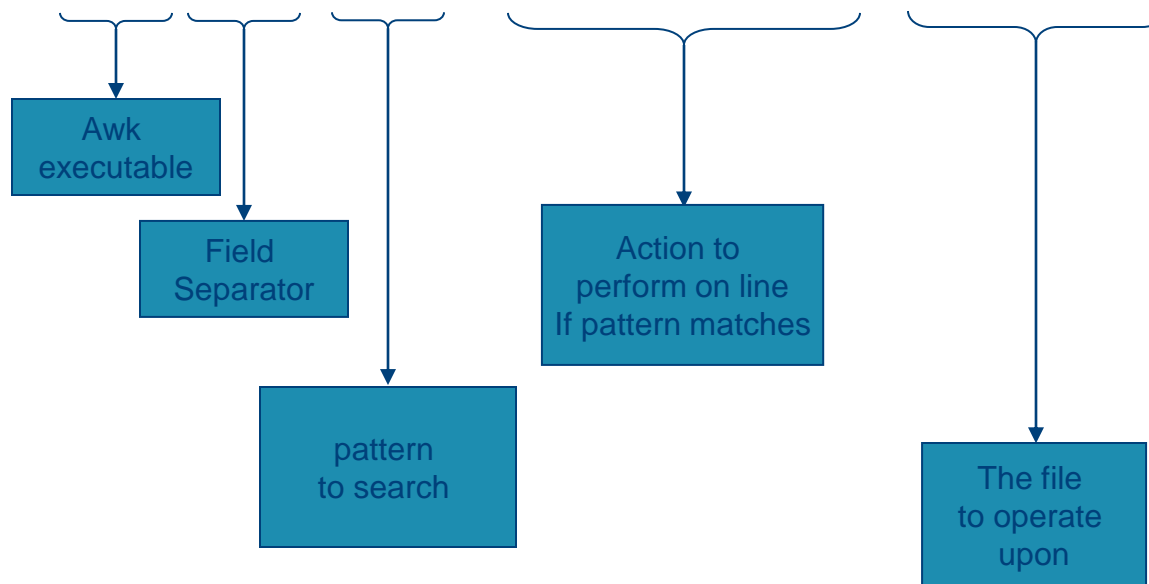 Awk
executable
Field
Separator
Action to
perform on line
If pattern matches
pattern
to search
The file
to operate
upon